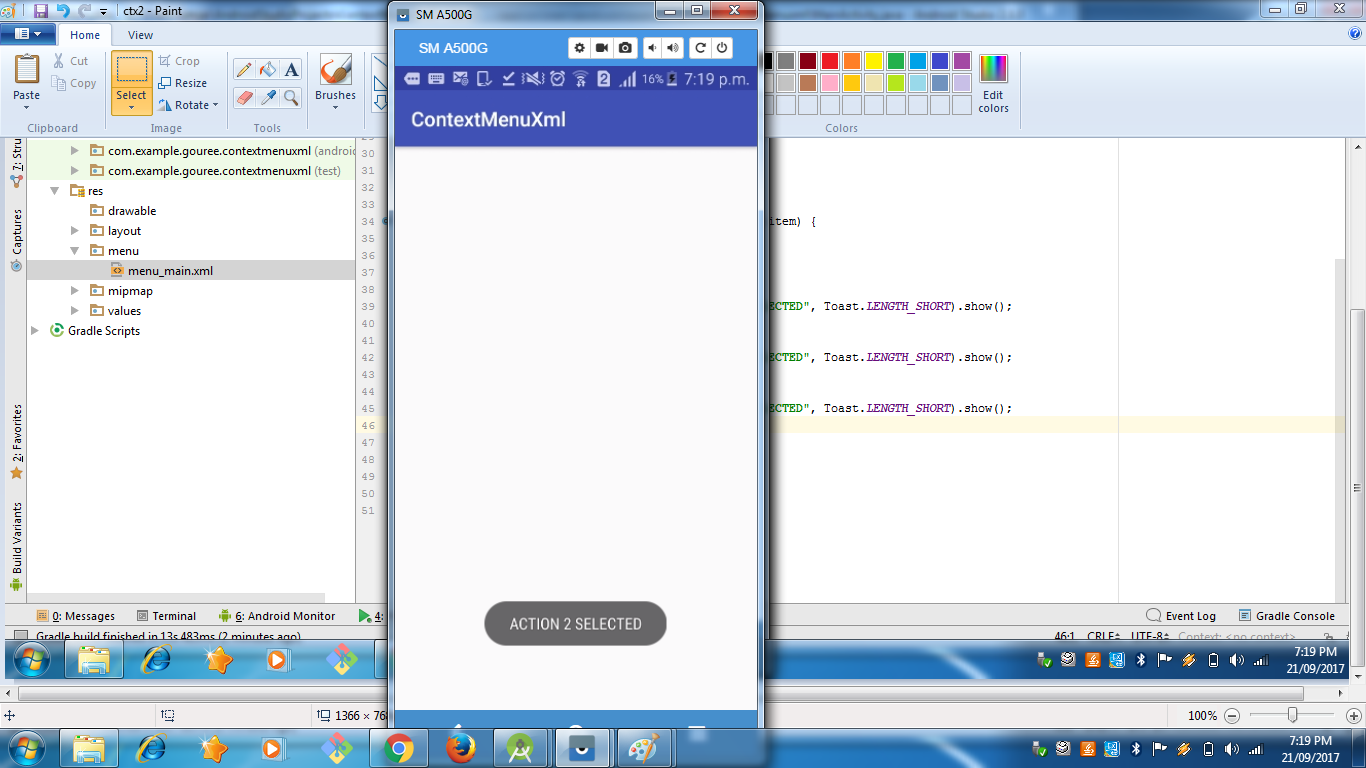 ctx2 - Paint
SM A500G
Home
View
SM A500G
Paste
Cut
Copy
Select
Crop
Resize
Rotate
A
Brushes
Edit
colors
Clipboard
Image
Tools
Colors
2
16%
7:19 p.m.
ContextMenuXml
com.example.gouree.contextmenuxml (androi
com.example.gouree.contextmenuxml (test)
res
drawable
layout
menu
menu_main.xml
mipmap
values
Gradle Scripts
7: Stru
Captures
2: Favorites
Build Variants
30
31
32
33
34
item) {
35
36
37
38
39
ECTED", Toast.LENGTH_SHORT).show();
40
41
42
ECTED", Toast.LENGTH_SHORT).show();
43
44
45
ECTED", Toast.LENGTH_SHORT).show();
46
47
48
49
50
51
ACTION 2 SELECTED
0: Messages
Terminal
6: Android Monitor
4:
Event Log
Gradle Console
Gradle build finished in 13s 483ms (2 minutes ago)
46:1 CRLF UTF-8 Context: <no context>
7:19 PM
21/09/2017
1366 × 768
100%
7:19 PM
21/09/2017